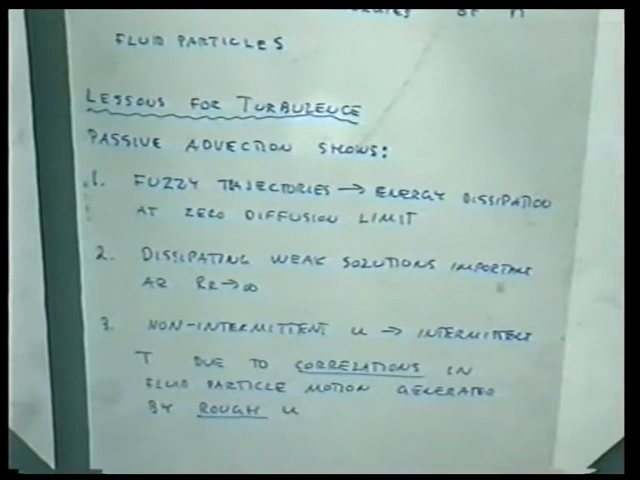 OF N
FLUID PARTICLES
LESSONS FOR TURBULENCE
PASSIVE ADVECTION SHOWS:
1. FUZZY TRAJECTORIES → ENERGY DISSIPATION
AT ZERO DIFFUSION LIMIT
2. DISSIPATING WEAK SOLUTIONS IMPORTANT
AS Re→∞
3. NON-INTERMITTENT u → INTERMITTENT
T DUE TO CORRELATIONS IN
FLUID PARTICLE MOTION GENERATED
BY ROUGH u